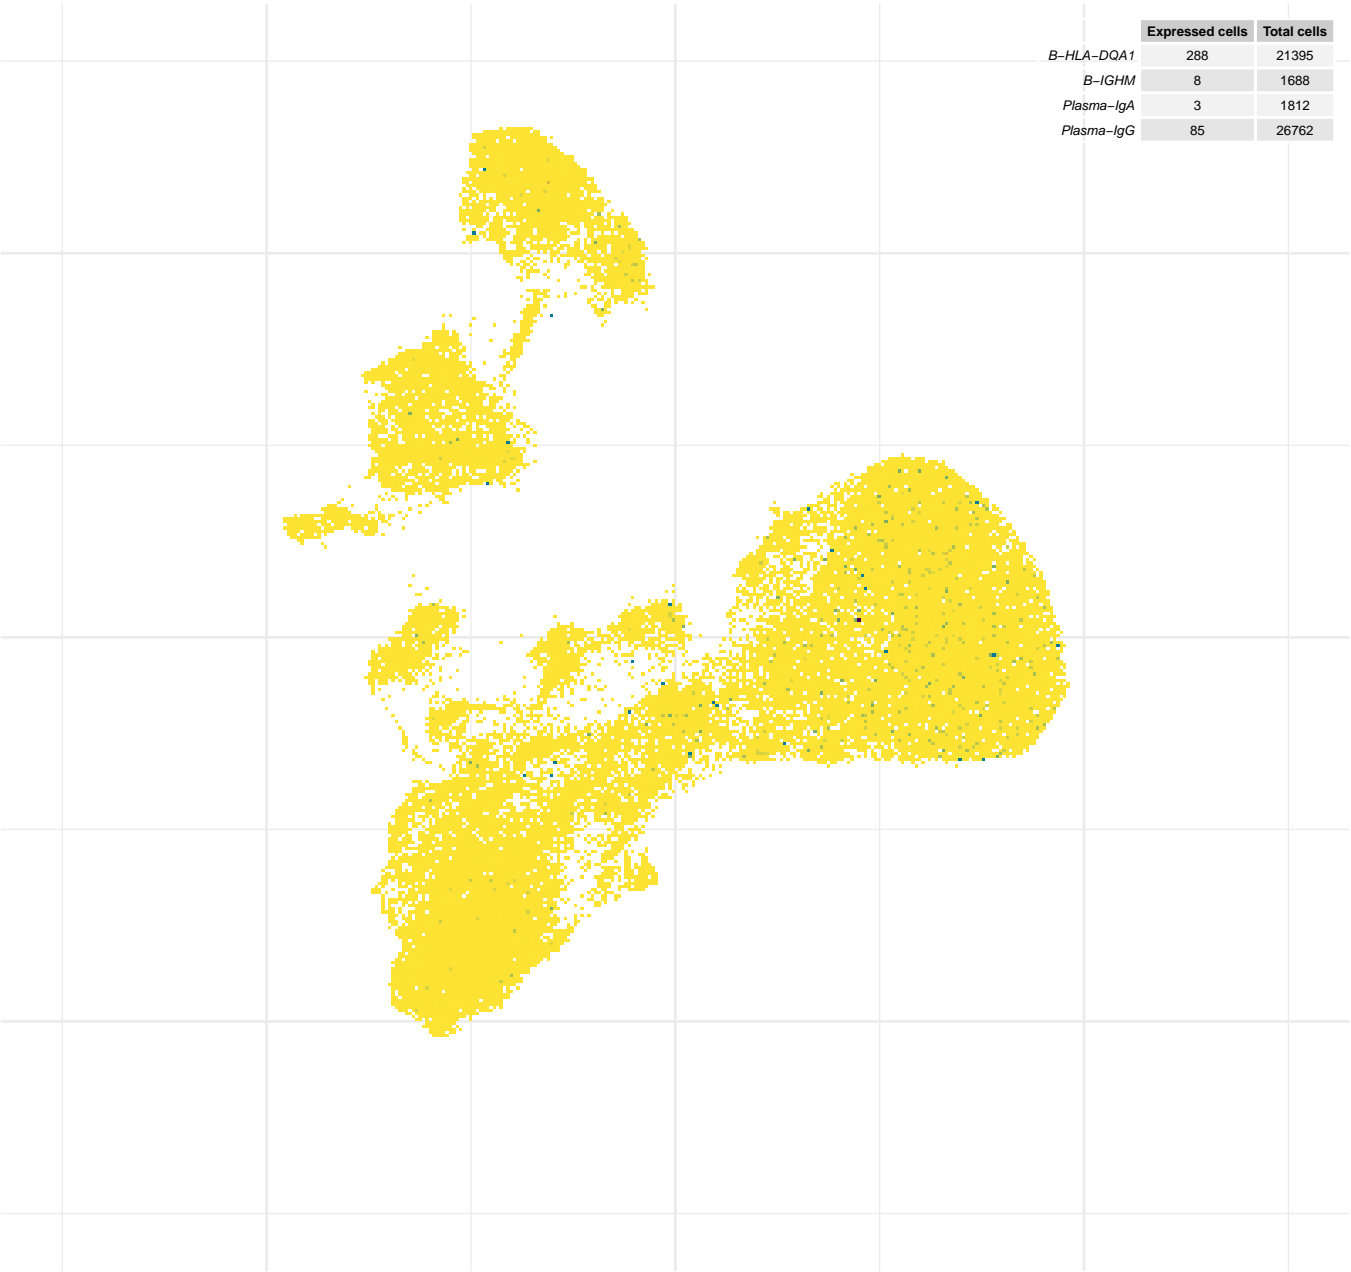 Expressed cells Total cells
B−HLA−DQA1 288 21395
B−IGHM 8 1688
Plasma−IgA 3 1812
Plasma−IgG 85 26762